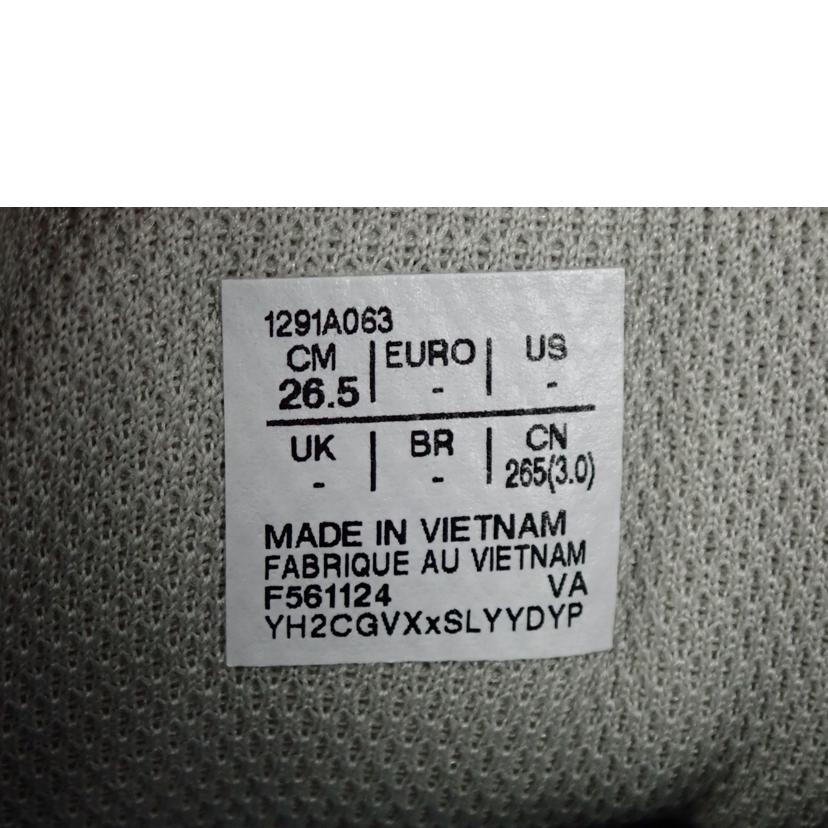 1291A063
CM | EURO | US
26.5 | - | -
UK | BR | CN
- | - | 265(3.0)
MADE IN VIETNAM
FABRIQUE AU VIETNAM
F561124 VA
YH2CGVXxSLYYDYP